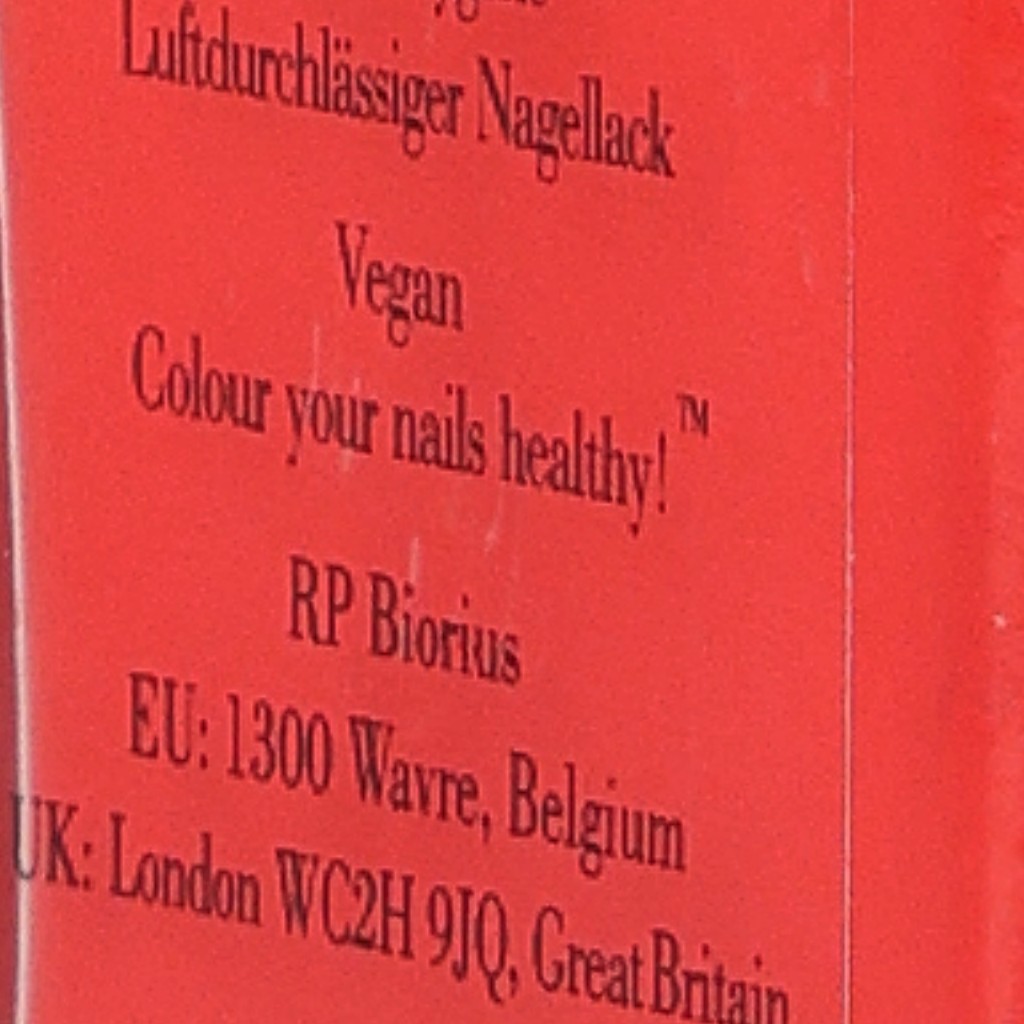 Luftdurchlässiger Nagellack
Vegan
Colour your nails healthy!™
RP Biorius
EU: 1300 Wavre, Belgium
UK: London WC2H 9JQ, Great Britain